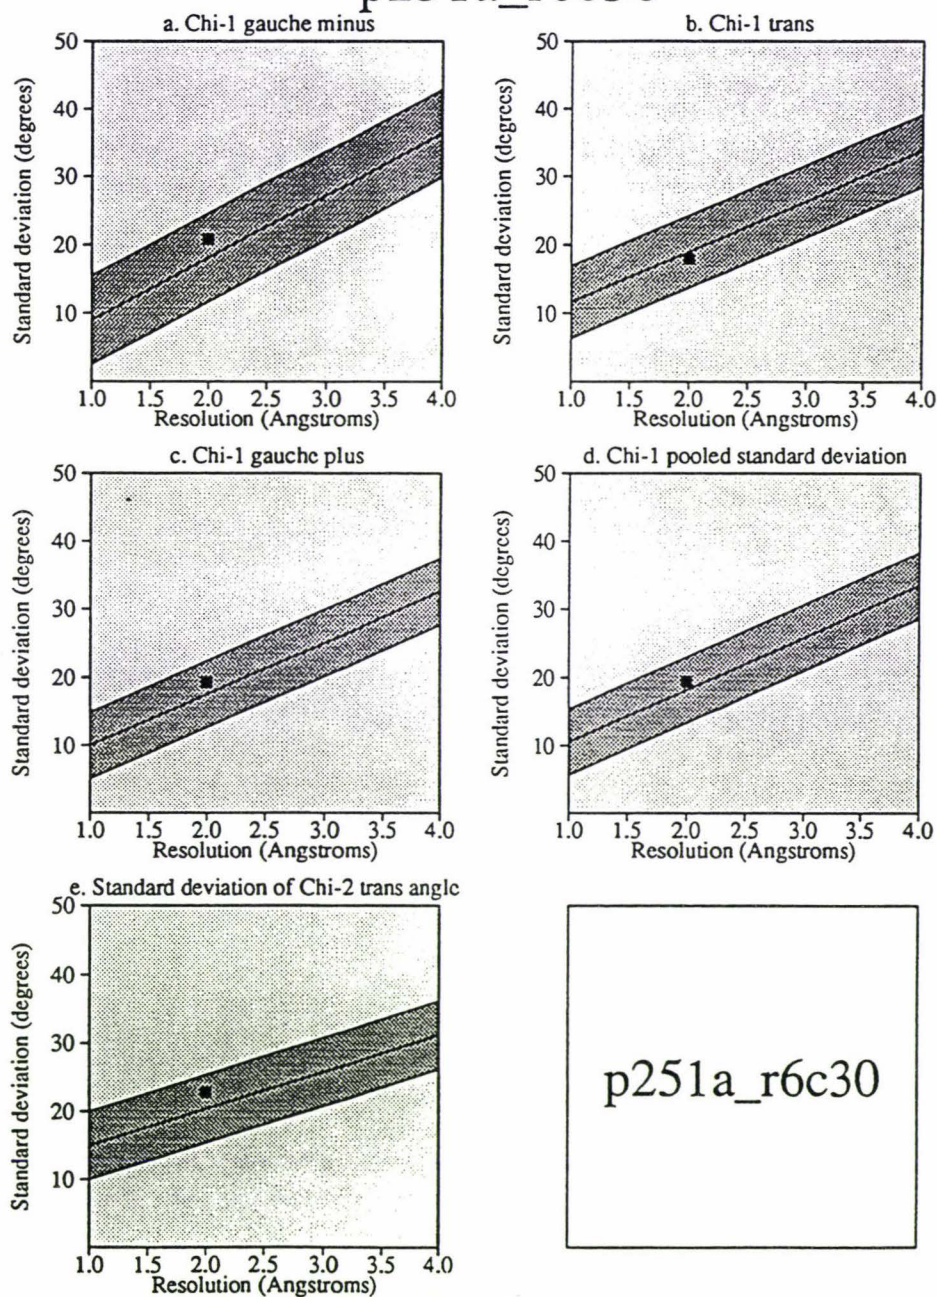 a. Chi-1 gauche minus
50
40
30
20
10
Standard deviation (degrees)
1.0 1.5 2.0 2.5 3.0 3.5 4.0
Resolution (Angstroms)
b. Chi-1 trans
50
40
30
20
10
Standard deviation (degrees)
1.0 1.5 2.0 2.5 3.0 3.5 4.0
Resolution (Angstroms)
c. Chi-1 gauche plus
50
40
30
20
10
Standard deviation (degrees)
1.0 1.5 2.0 2.5 3.0 3.5 4.0
Resolution (Angstroms)
d. Chi-1 pooled standard deviation
50
40
30
20
10
Standard deviation (degrees)
1.0 1.5 2.0 2.5 3.0 3.5 4.0
Resolution (Angstroms)
e. Standard deviation of Chi-2 trans angle
50
40
30
20
10
Standard deviation (degrees)
1.0 1.5 2.0 2.5 3.0 3.5 4.0
Resolution (Angstroms)
p251a_r6c30